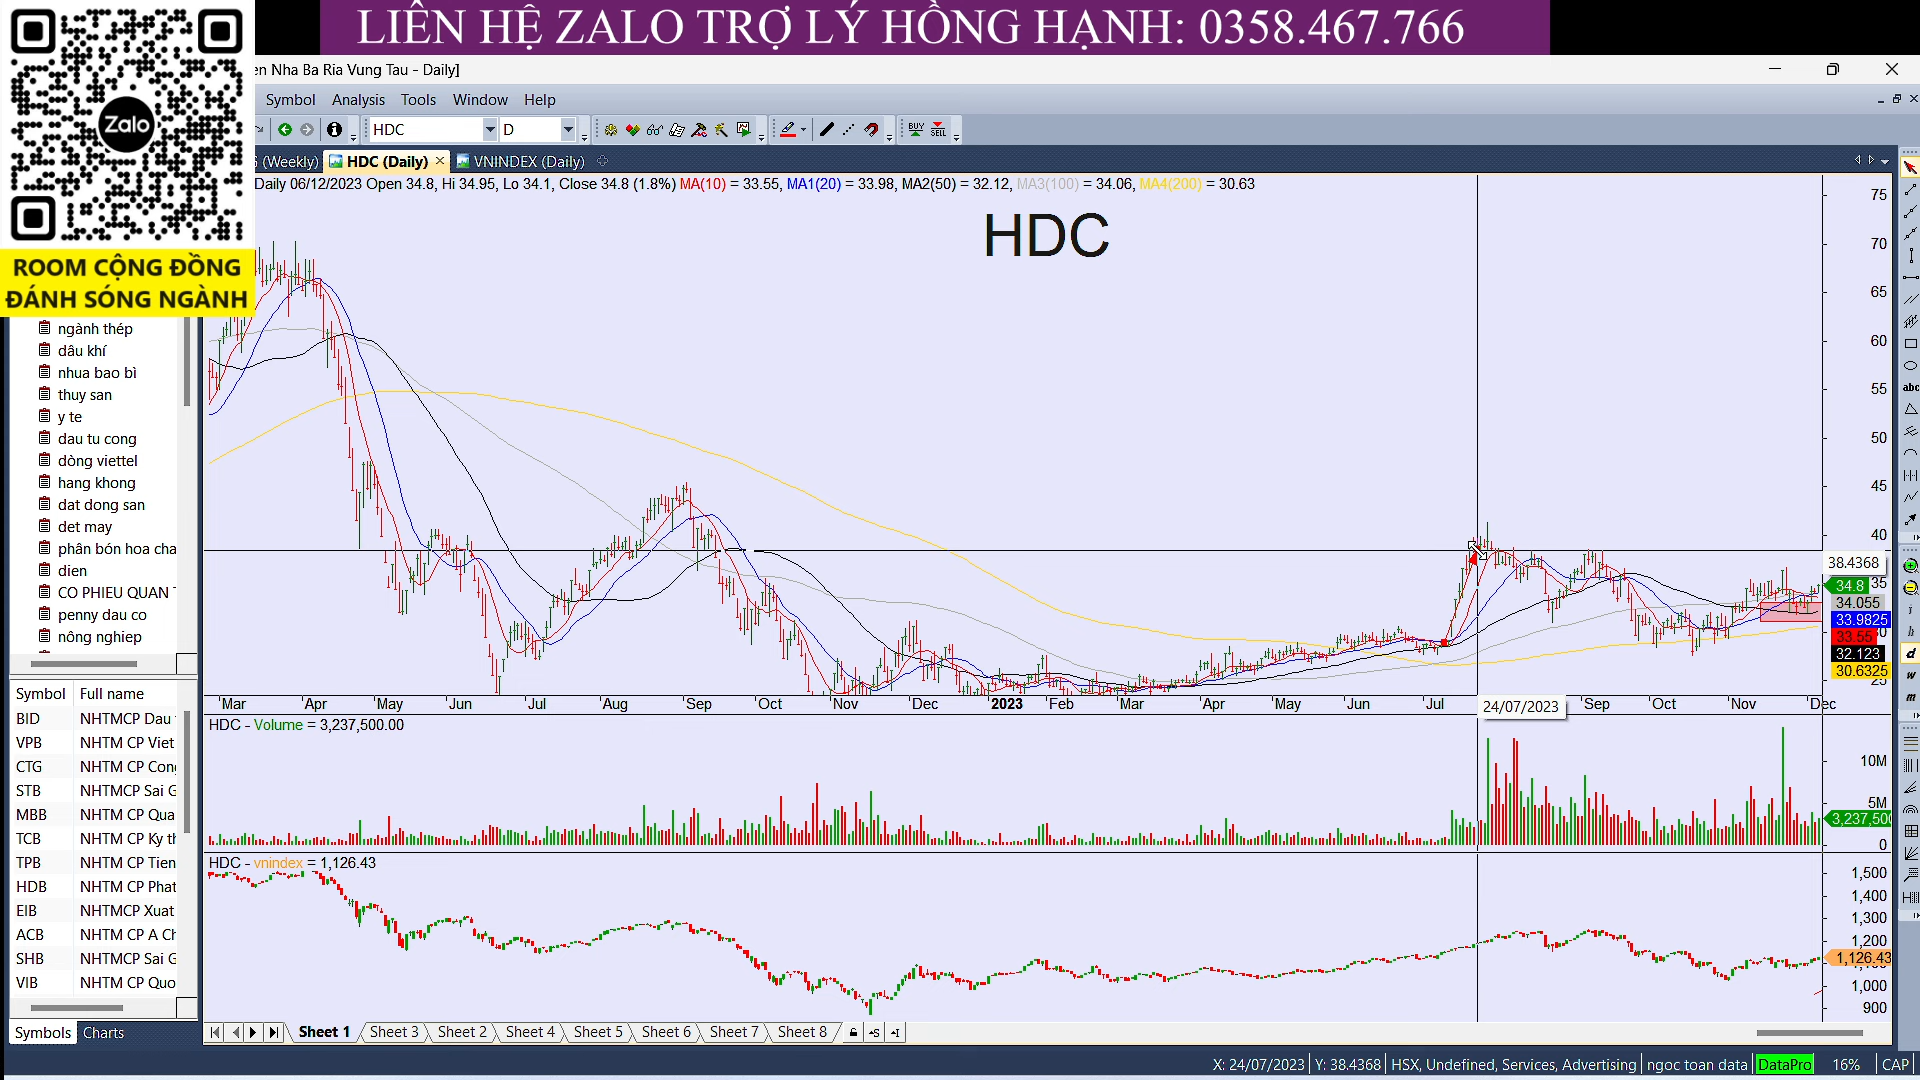 LIÊN HỆ ZALO TRỢ LÝ HỒNG HẠNH: 0358.467.766
Zalo
ROOM CỘNG ĐỒNG
ĐÁNH SÓNG NGÀNH
en Nha Ba Ria Vung Tau - Daily]
Symbol Analysis Tools Window Help
HDC D BUY SELL
(Weekly) HDC (Daily) VNINDEX (Daily)
Daily 06/12/2023 Open 34.8, Hi 34.95, Lo 34.1, Close 34.8 (1.8%) MA(10) = 33.55, MA1(20) = 33.98, MA2(50) = 32.12, MA3(100) = 34.06, MA4(200) = 30.63
HDC
75
70
65
60
55
50
45
40
38.4368
35
34.8
34.055
33.9825
33.55
32.123
30.6325
25
ngành thép
dâu khí
nhua bao bì
thuy san
y te
dau tu cong
dòng viettel
hang khong
dat dong san
det may
phân bón hoa cha
dien
CO PHIEU QUAN
penny dau co
nông nghiep
Mar Apr May Jun Jul Aug Sep Oct Nov Dec 2023 Feb Mar Apr May Jun Jul 24/07/2023 Sep Oct Nov Dec
HDC - Volume = 3,237,500.00
10M
5M
3,237,500
0
HDC - vnindex = 1,126.43
1,500
1,400
1,300
1,200
1,126.43
1,000
900
Symbol Full name
BID NHTMCP Dau
VPB NHTM CP Viet
CTG NHTM CP Con
STB NHTMCP Sai G
MBB NHTM CP Qua
TCB NHTM CP Ky th
TPB NHTM CP Tien
HDB NHTM CP Phat
EIB NHTMCP Xuat
ACB NHTM CP A Ch
SHB NHTMCP Sai G
VIB NHTM CP Quo
Symbols Charts
Sheet 1 Sheet 3 Sheet 2 Sheet 4 Sheet 5 Sheet 6 Sheet 7 Sheet 8
abc
d
w
m
X: 24/07/2023 Y: 38.4368 HSX, Undefined, Services, Advertising ngoc toan data DataPro 16% CAP